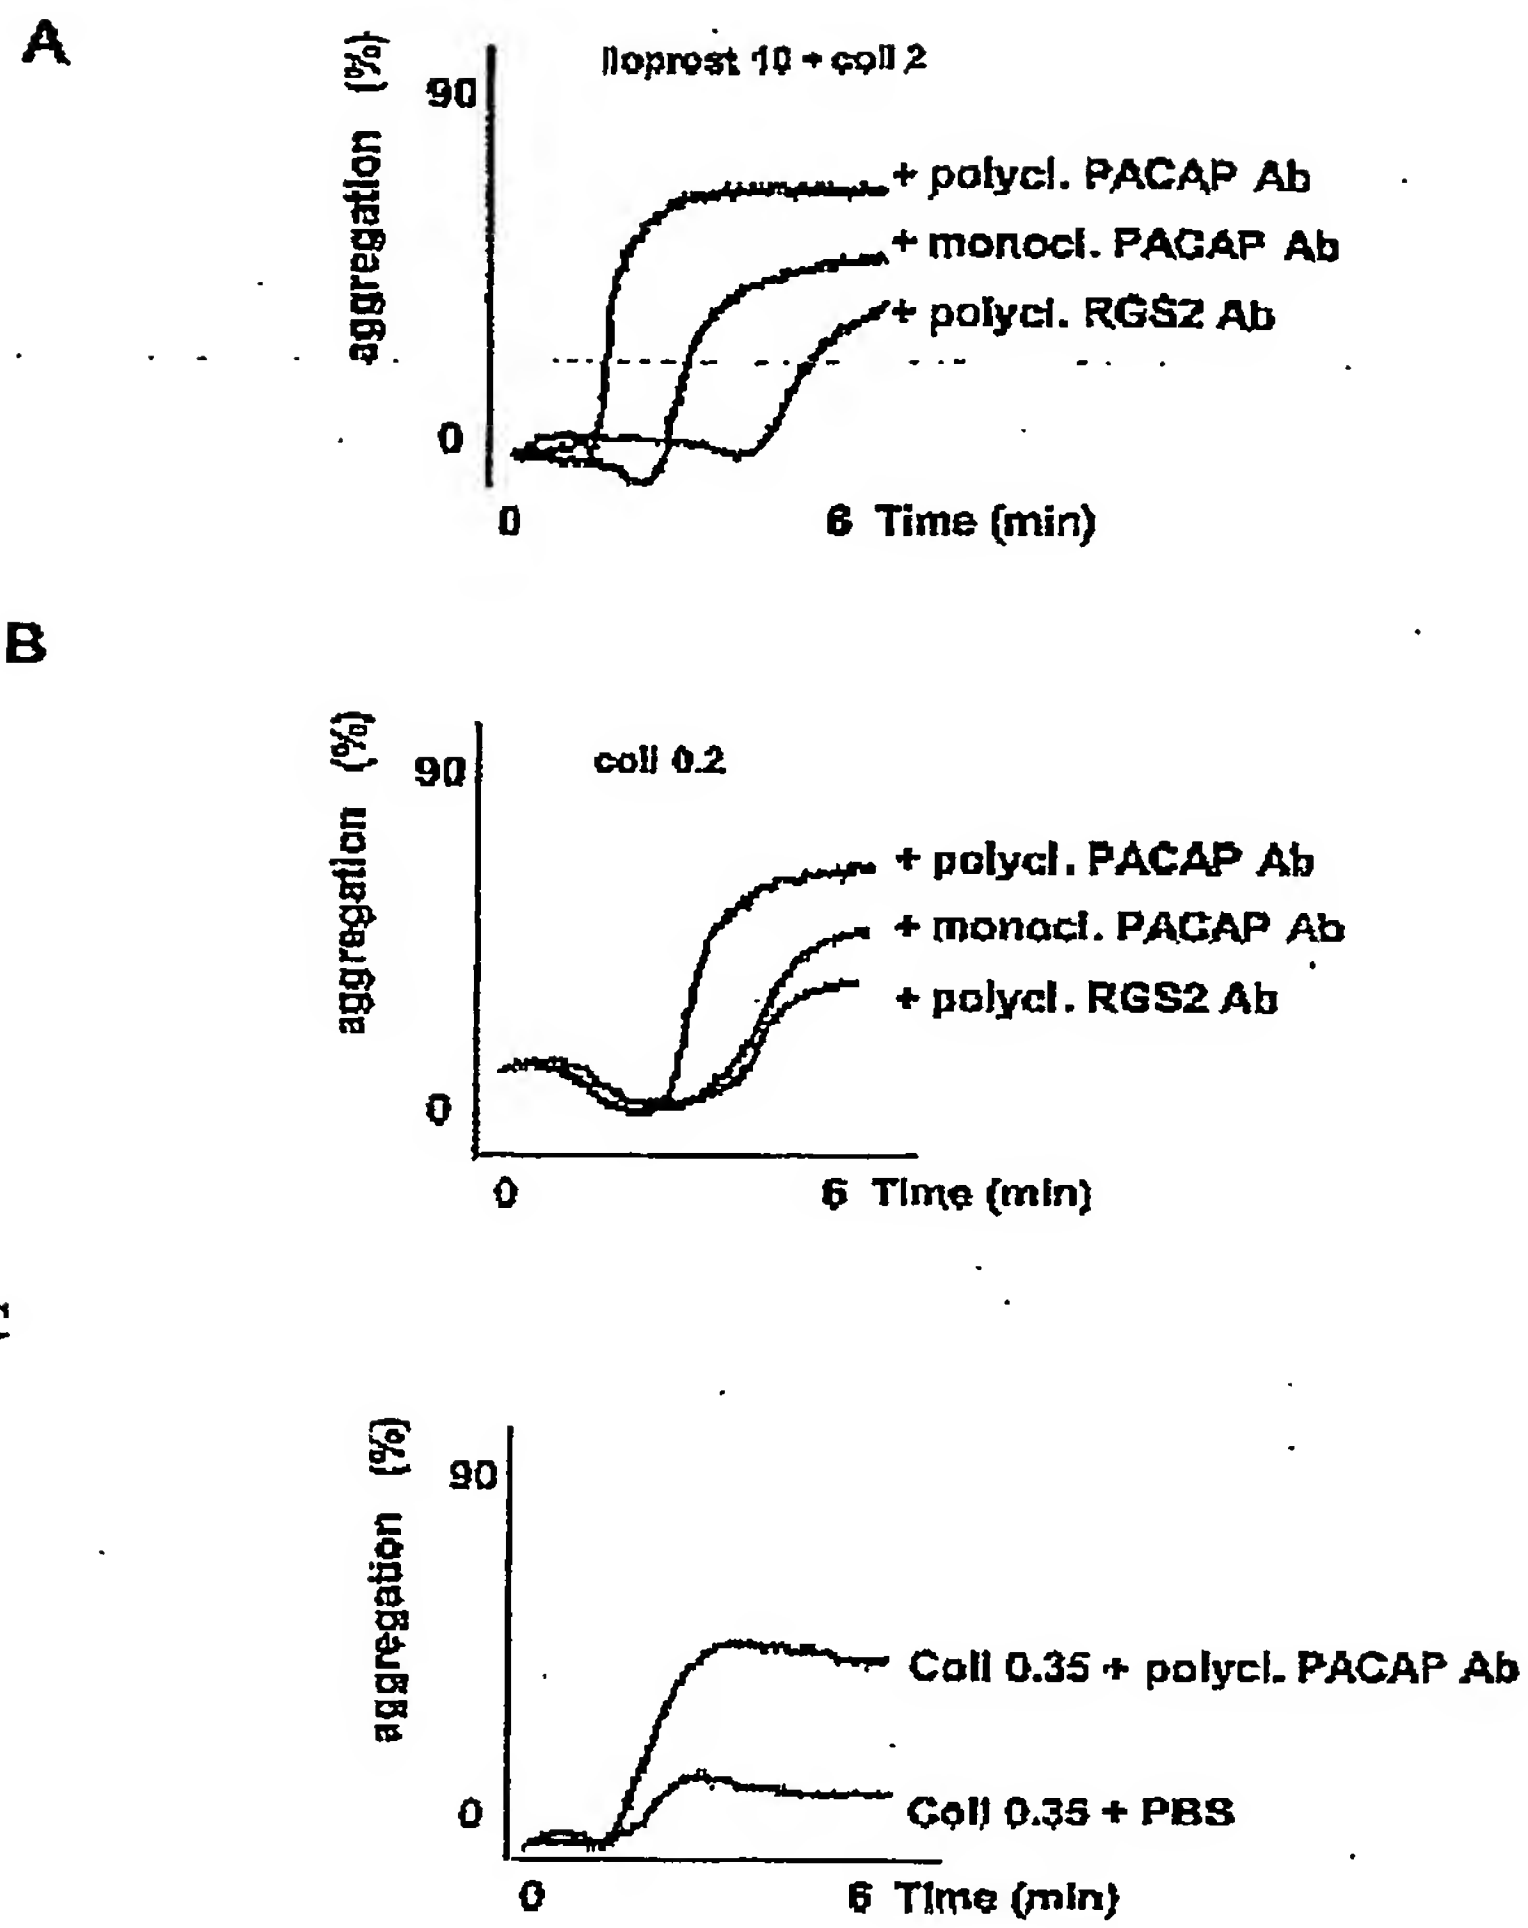 A
aggregation (%)
90
Iloprost 10 + coll 2
+ polycl. PACAP Ab
+ monocl. PACAP Ab
+ polycl. RGS2 Ab
0
0
6 Time (min)
B
aggregation (%)
90
coll 0.2
+ polycl. PACAP Ab
+ monocl. PACAP Ab
+ polycl. RGS2 Ab
0
0
6 Time (min)
aggregation (%)
90
Coll 0.35 + polycl. PACAP Ab
0
Coll 0.35 + PBS
0
6 Time (min)